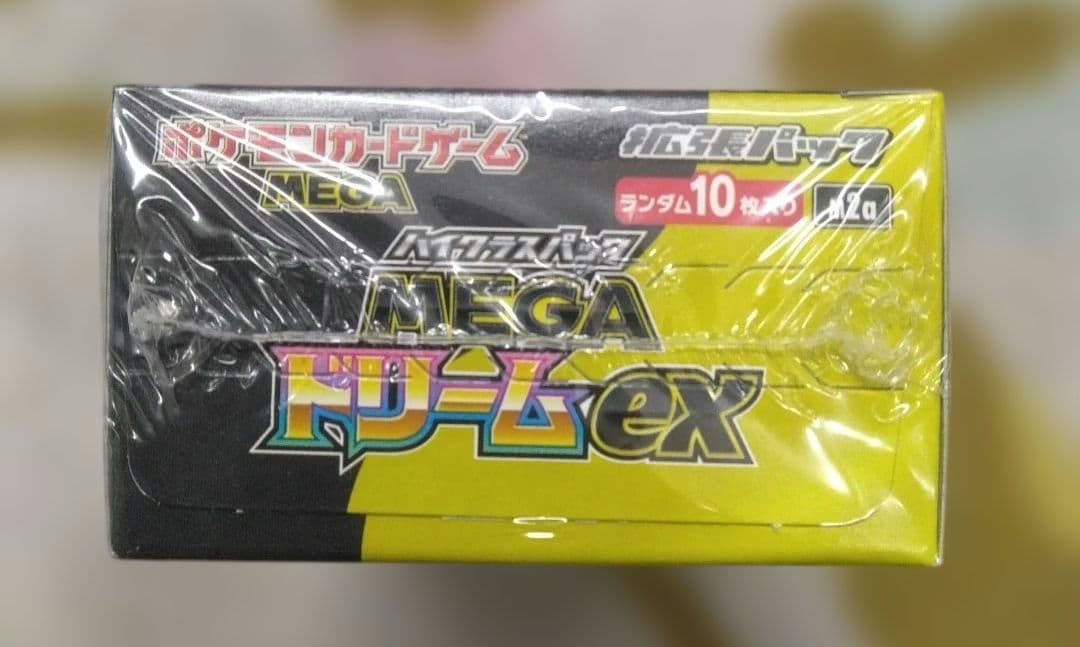 ポケモンカードゲーム
MEGA
拡張パック
ランダム10枚入り
m2a
ハイクラスパック
MEGA
ドリームex